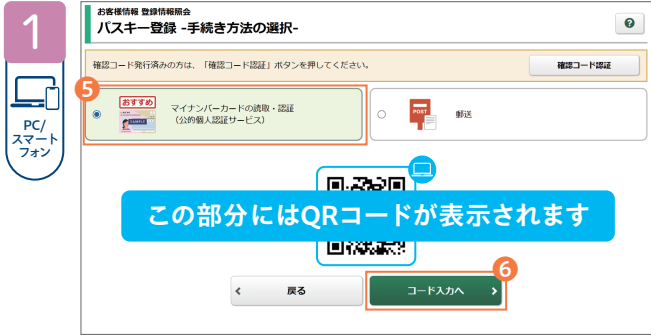 1
PC/
スマート
フォン
お客様情報 登録情報照会
パスキー登録 -手続き方法の選択-
?
確認コード発行済みの方は、「確認コード認証」ボタンを押してください。
確認コード認証
5
おすすめ
マイナンバーカードの読取・認証
(公的個人認証サービス)
SAMPLE
POST
郵送
この部分にはQRコードが表示されます
6
戻る
コード入力へ